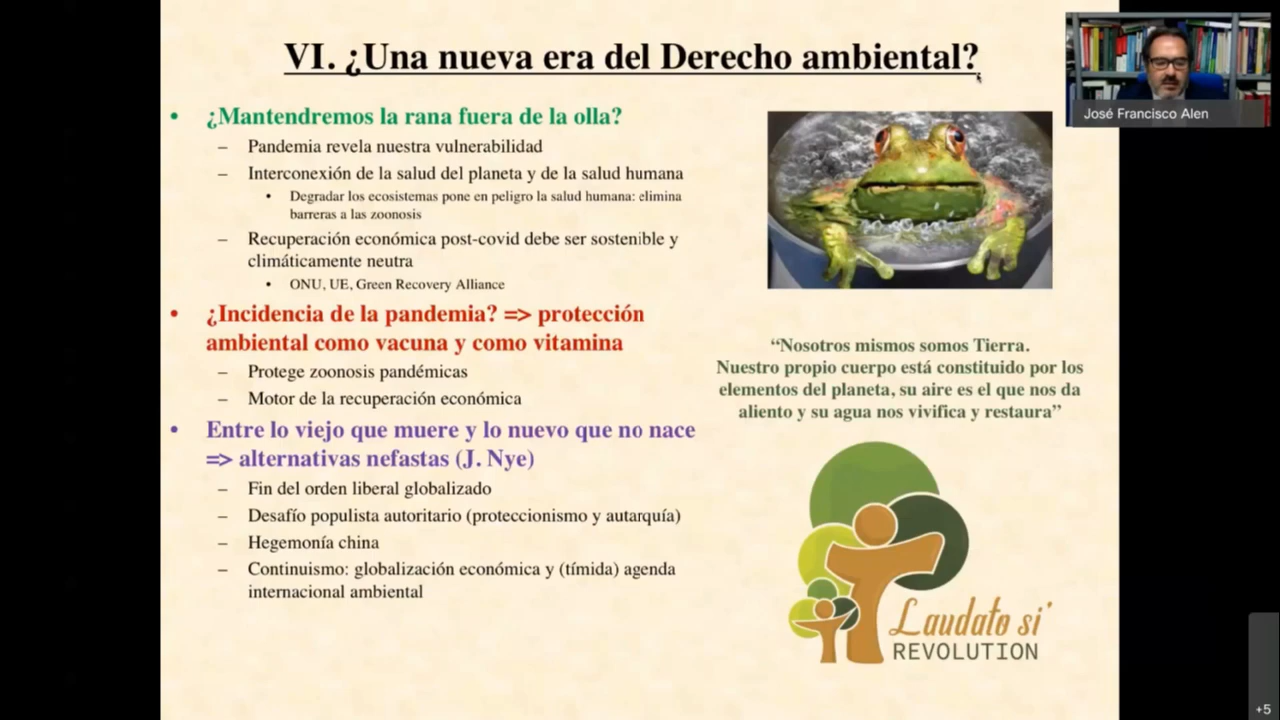 VI. ¿Una nueva era del Derecho ambiental?
José Francisco Alen
• ¿Mantendremos la rana fuera de la olla?
– Pandemia revela nuestra vulnerabilidad
– Interconexión de la salud del planeta y de la salud humana
• Degradar los ecosistemas pone en peligro la salud humana: elimina
barreras a las zoonosis
– Recuperación económica post-covid debe ser sostenible y
climáticamente neutra
• ONU, UE, Green Recovery Alliance
• ¿Incidencia de la pandemia? => protección
ambiental como vacuna y como vitamina
– Protege zoonosis pandémicas
– Motor de la recuperación económica
• Entre lo viejo que muere y lo nuevo que no nace
=> alternativas nefastas (J. Nye)
– Fin del orden liberal globalizado
– Desafío populista autoritario (proteccionismo y autarquía)
– Hegemonía china
– Continuismo: globalización económica y (tímida) agenda
internacional ambiental
“Nosotros mismos somos Tierra.
Nuestro propio cuerpo está constituido por los
elementos del planeta, su aire es el que nos da
aliento y su agua nos vivifica y restaura”
Laudato si'
REVOLUTION
+5